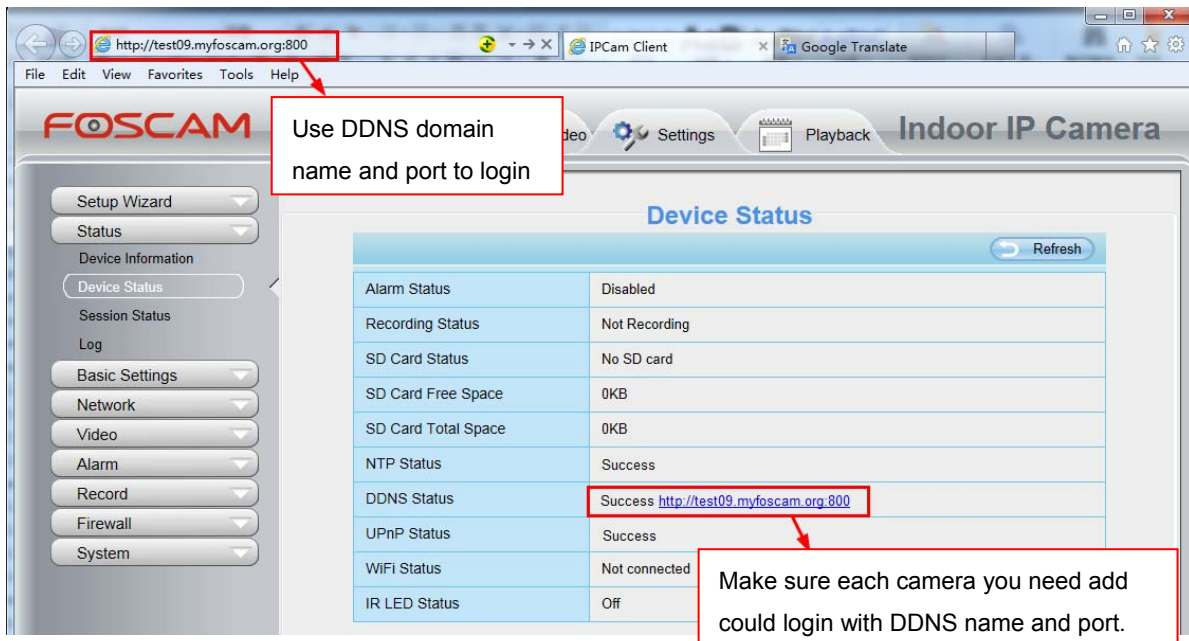 http://test09.myfoscam.org:800
IPCam Client
Google Translate
File Edit View Favorites Tools Help
FOSCAM
deo
Settings
Playback
Indoor IP Camera
Use DDNS domain
name and port to login
Setup Wizard
Status
Device Information
Device Status
Session Status
Log
Basic Settings
Network
Video
Alarm
Record
Firewall
System
Device Status
Refresh
Alarm Status Disabled
Recording Status Not Recording
SD Card Status No SD card
SD Card Free Space 0KB
SD Card Total Space 0KB
NTP Status Success
DDNS Status Success http://test09.myfoscam.org:800
UPnP Status Success
WiFi Status Not connected
IR LED Status Off
Make sure each camera you need add
could login with DDNS name and port.